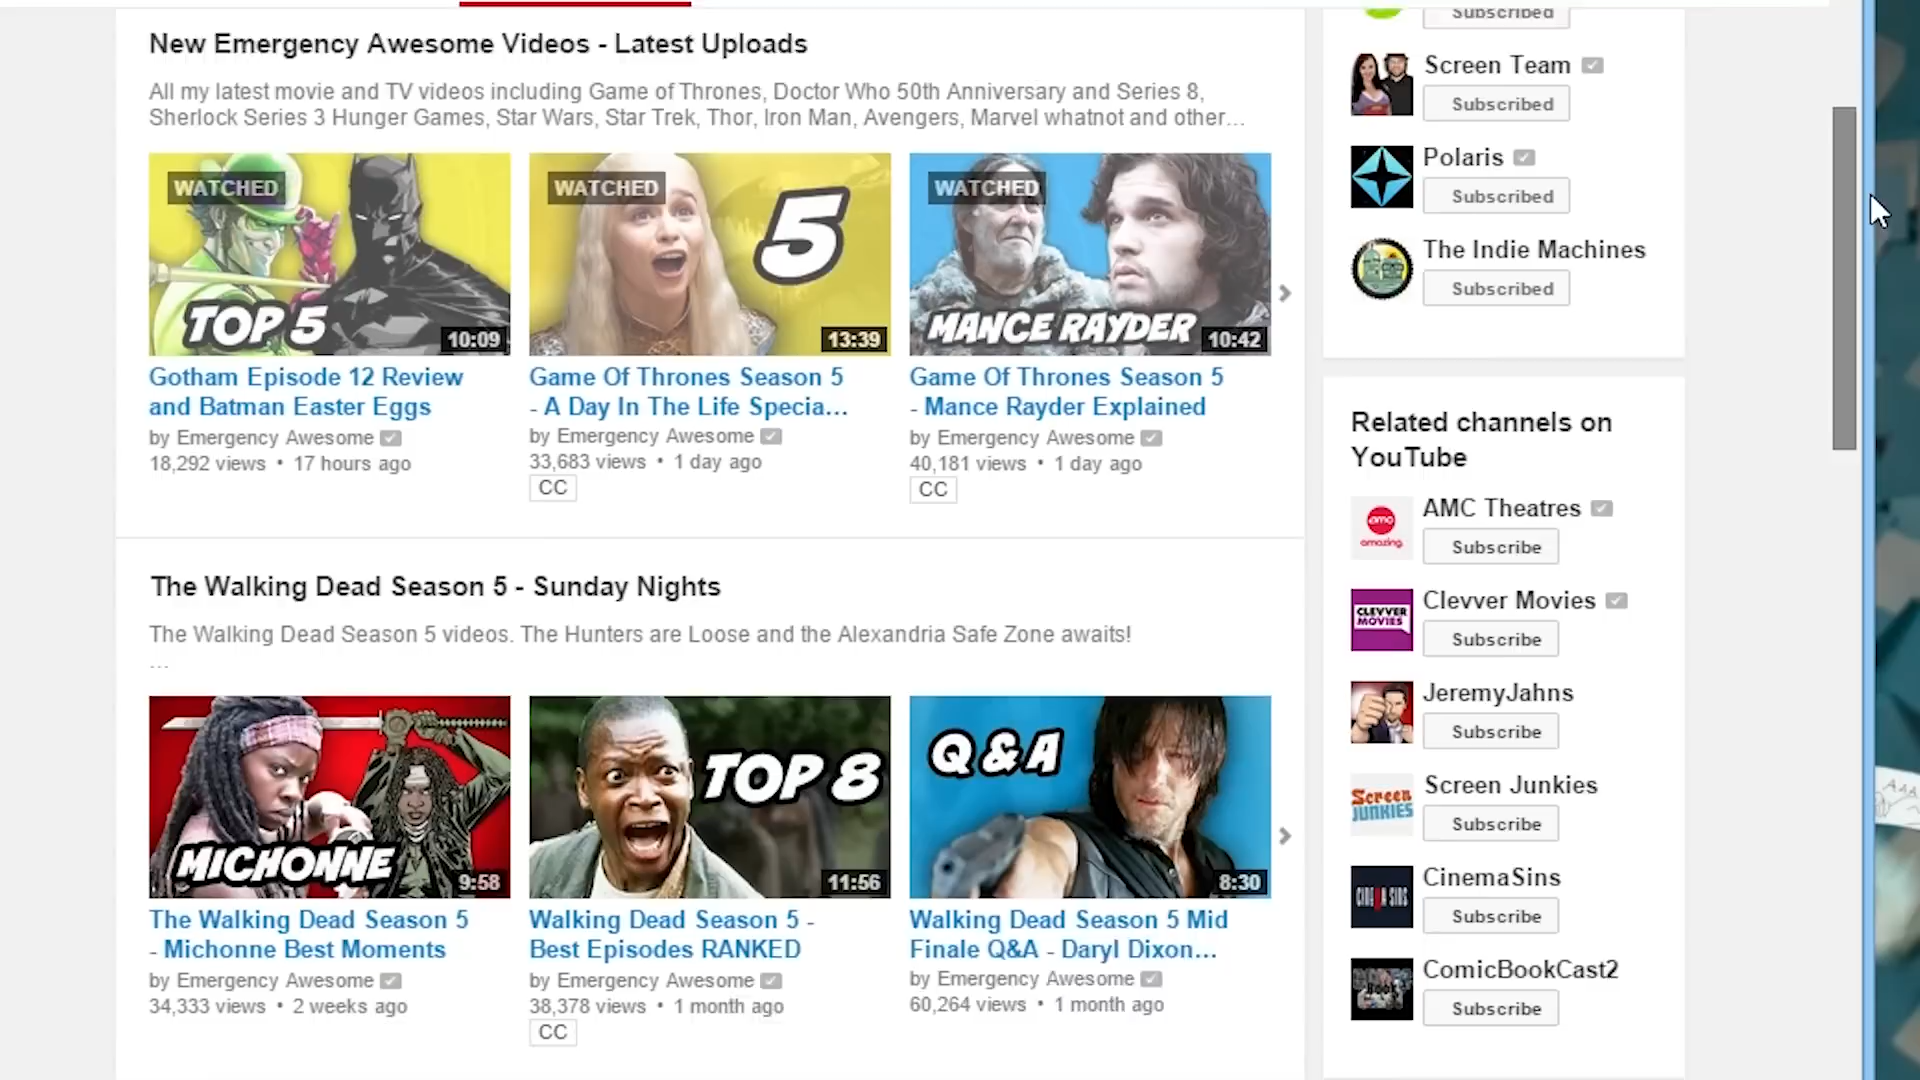 New Emergency Awesome Videos - Latest Uploads
All my latest movie and TV videos including Game of Thrones, Doctor Who 50th Anniversary and Series 8,
Sherlock Series 3 Hunger Games, Star Wars, Star Trek, Thor, Iron Man, Avengers, Marvel whatnot and other...
WATCHED
TOP 5
10:09
WATCHED
5
13:39
WATCHED
MANCE RAYDER
10:42
Gotham Episode 12 Review
and Batman Easter Eggs
by Emergency Awesome
18,292 views • 17 hours ago
Game Of Thrones Season 5
- A Day In The Life Specia...
by Emergency Awesome
33,683 views • 1 day ago
CC
Game Of Thrones Season 5
- Mance Rayder Explained
by Emergency Awesome
40,181 views • 1 day ago
CC
The Walking Dead Season 5 - Sunday Nights
The Walking Dead Season 5 videos. The Hunters are Loose and the Alexandria Safe Zone awaits!
...
MICHONNE
9:58
TOP 8
11:56
Q & A
8:30
The Walking Dead Season 5
- Michonne Best Moments
by Emergency Awesome
34,333 views • 2 weeks ago
Walking Dead Season 5 -
Best Episodes RANKED
by Emergency Awesome
38,378 views • 1 month ago
CC
Walking Dead Season 5 Mid
Finale Q&A - Daryl Dixon...
by Emergency Awesome
60,264 views • 1 month ago
Subscribed
Screen Team
Subscribed
Polaris
Subscribed
The Indie Machines
Subscribed
Related channels on
YouTube
amc
amazing.
AMC Theatres
Subscribe
CLEVVER
MOVIES
Clevver Movies
Subscribe
JeremyJahns
Subscribe
Screen
JUNKIES
Screen Junkies
Subscribe
CINEMA SINS
CinemaSins
Subscribe
ComicBookCast2
Subscribe